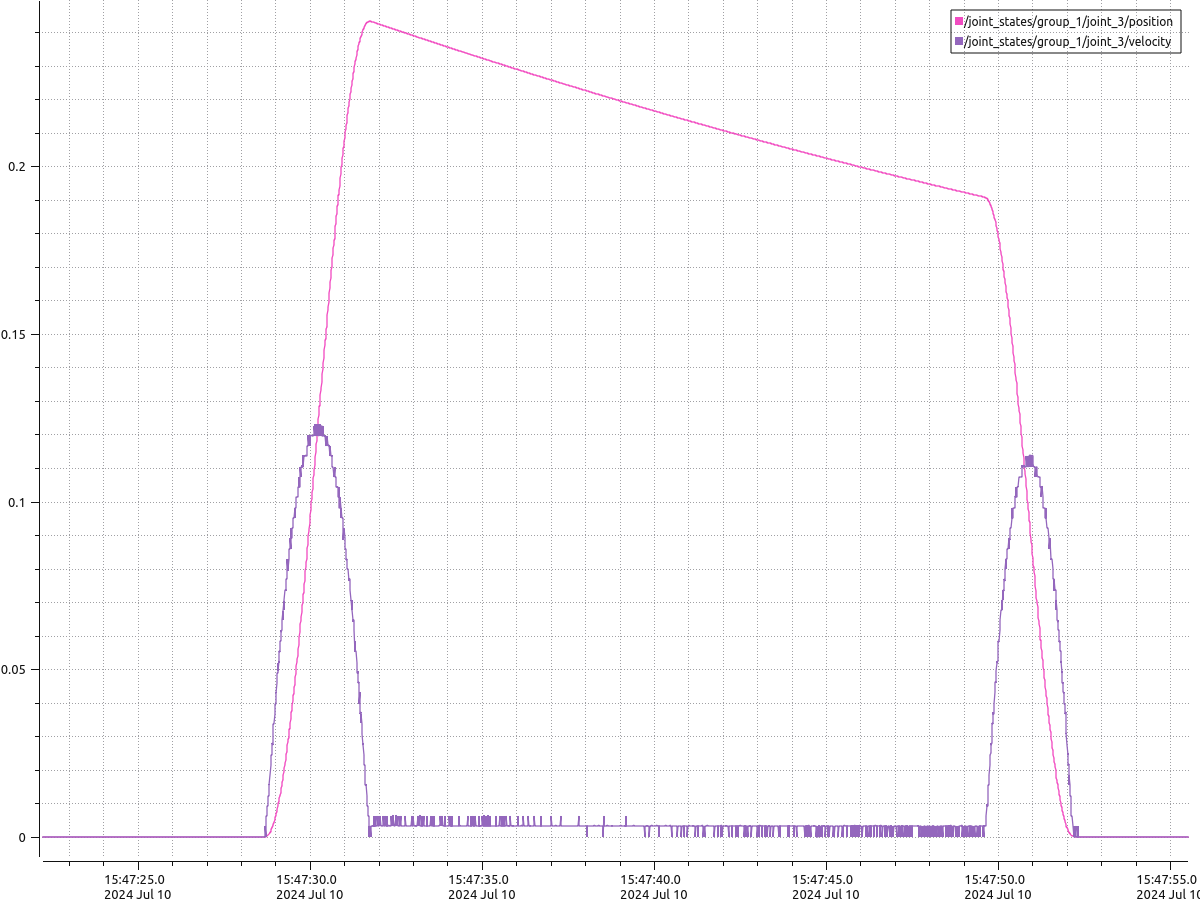 /joint_states/group_1/joint_3/position
/joint_states/group_1/joint_3/velocity
0.2
0.15
0.1
0.05
0
15:47:25.0 15:47:30.0 15:47:35.0 15:47:40.0 15:47:45.0 15:47:50.0 15:47:55.0
2024 Jul 10 2024 Jul 10 2024 Jul 10 2024 Jul 10 2024 Jul 10 2024 Jul 10 2024 Jul 10